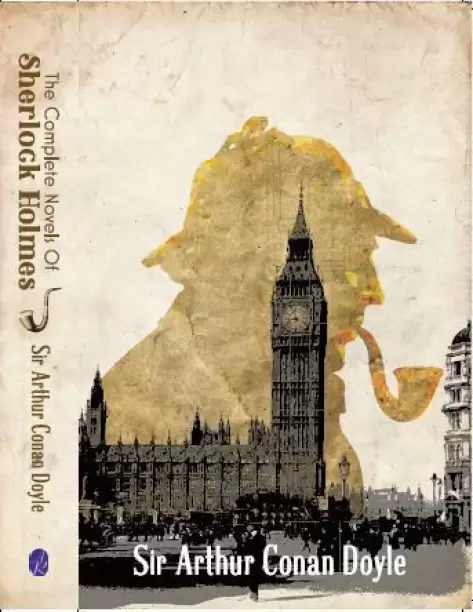 The Complete Novels Of
Sherlock Holmes
Sir Arthur Conan Doyle
Sir Arthur Conan Doyle